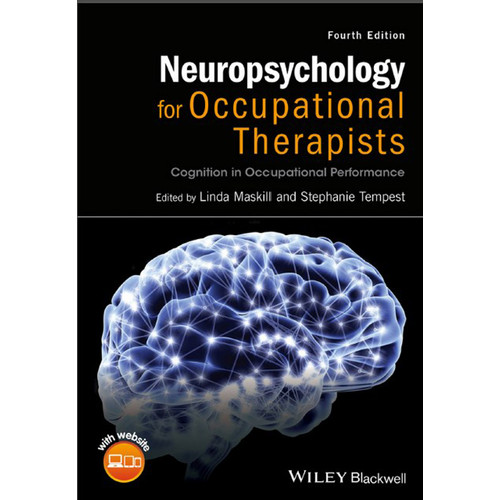 Fourth Edition
Neuropsychology
for Occupational
Therapists
Cognition in Occupational Performance
Edited by Linda Maskill and Stephanie Tempest
with website
WILEY Blackwell